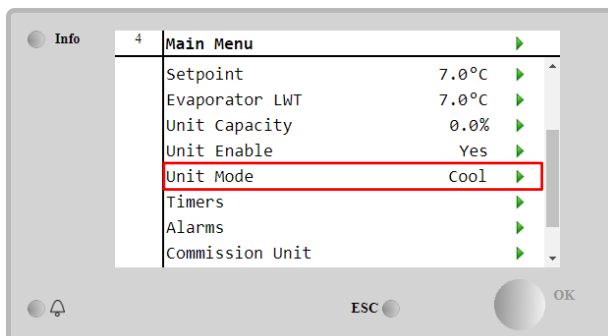 Info
4 Main Menu
Setpoint 7.0°C
Evaporator LWT 7.0°C
Unit Capacity 0.0%
Unit Enable Yes
Unit Mode Cool
Timers
Alarms
Commission Unit
ESC
OK